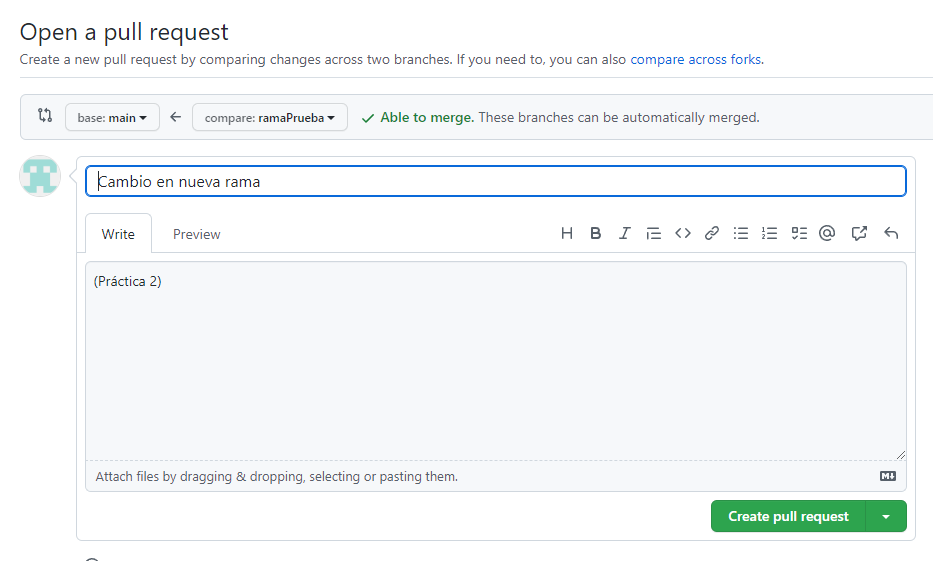 Open a pull request
Create a new pull request by comparing changes across two branches. If you need to, you can also compare across forks.
base: main ← compare: ramaPrueba ✓ Able to merge. These branches can be automatically merged.
Cambio en nueva rama
Write Preview H B I <> @
(Práctica 2)
Attach files by dragging & dropping, selecting or pasting them. M↓
Create pull request